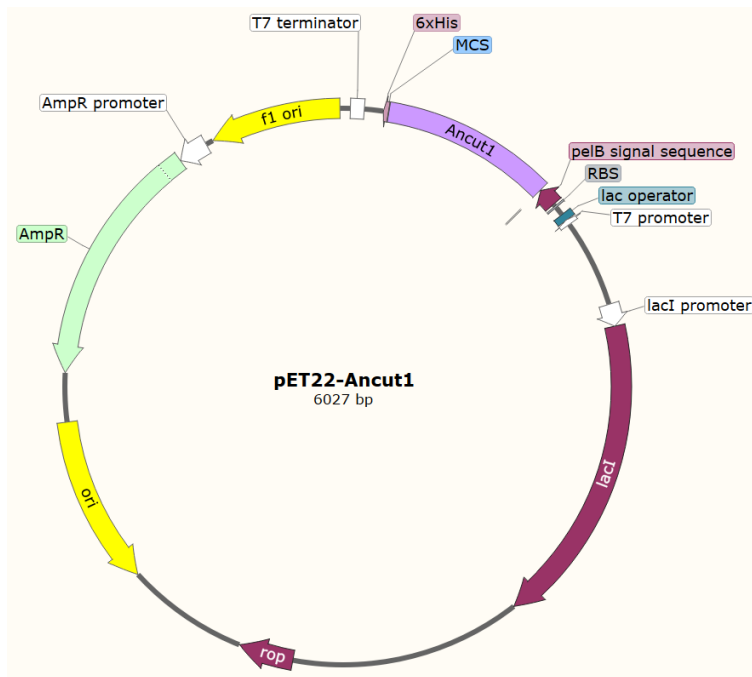 T7 terminator
6xHis
MCS
AmpR promoter
f1 ori
Ancut1
pelB signal sequence
RBS
lac operator
T7 promoter
AmpR
lacI promoter
pET22-Ancut1
6027 bp
lacI
ori
rop